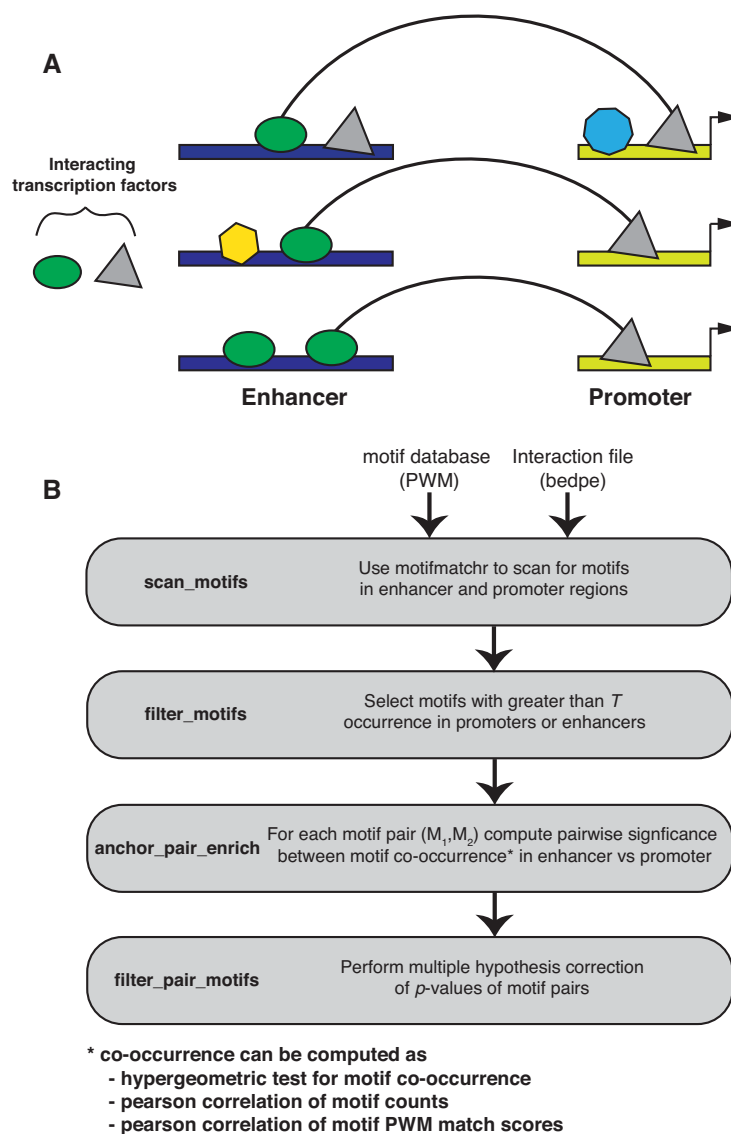 A
Interacting
transcription factors
Enhancer
Promoter
B
motif database
(PWM)
Interaction file
(bedpe)
scan_motifs
Use motifmatchr to scan for motifs
in enhancer and promoter regions
filter_motifs
Select motifs with greater than T
occurrence in promoters or enhancers
anchor_pair_enrich
For each motif pair (M₁,M₂) compute pairwise signficance
between motif co-occurrence* in enhancer vs promoter
filter_pair_motifs
Perform multiple hypothesis correction
of p-values of motif pairs
* co-occurrence can be computed as
- hypergeometric test for motif co-occurrence
- pearson correlation of motif counts
- pearson correlation of motif PWM match scores